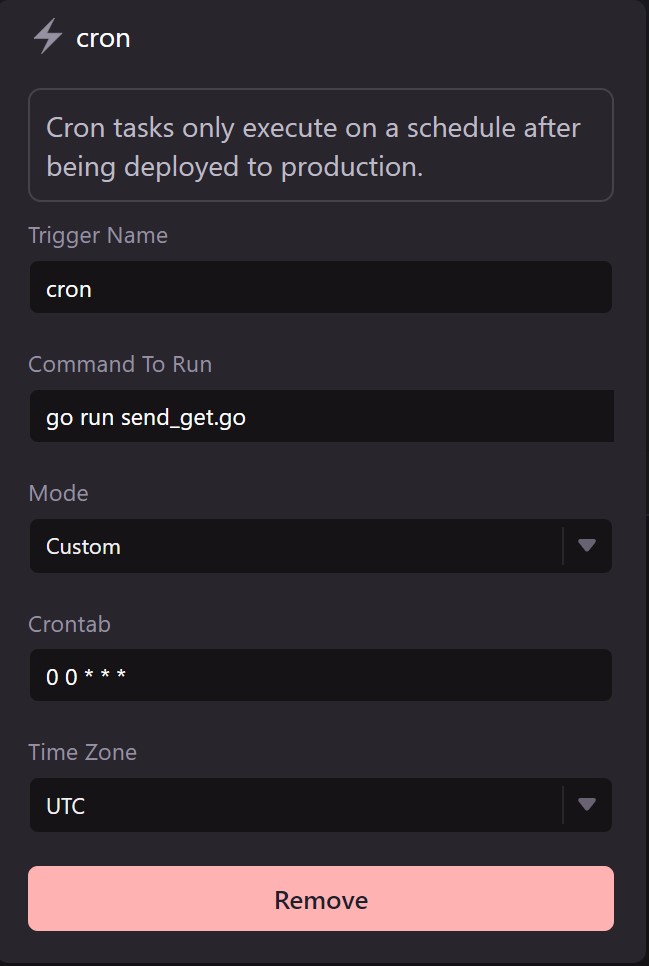 cron
Cron tasks only execute on a schedule after
being deployed to production.
Trigger Name
cron
Command To Run
go run send_get.go
Mode
Custom
Crontab
0 0 * * *
Time Zone
UTC
Remove